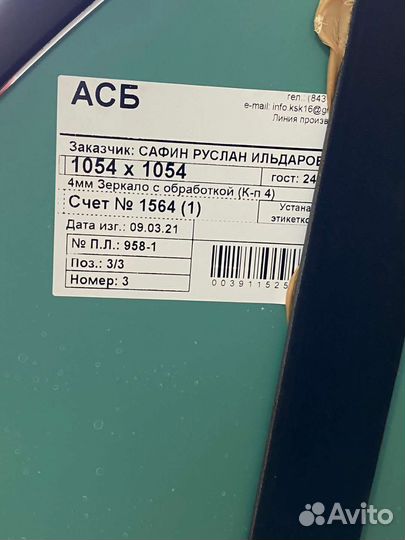 АСБ
тел.: (843
e-mail: info.ksk16@g
Линия произв
Заказчик: САФИН РУСЛАН ИЛЬДАРОВ
1054 x 1054
гост: 24
4мм Зеркало с обработкой (К-п 4)
Счет № 1564 (1)
Устана
этикетко
Дата изг.: 09.03.21
№ П.Л.: 958-1
Поз.: 3/3
Номер: 3
003911525
Avito